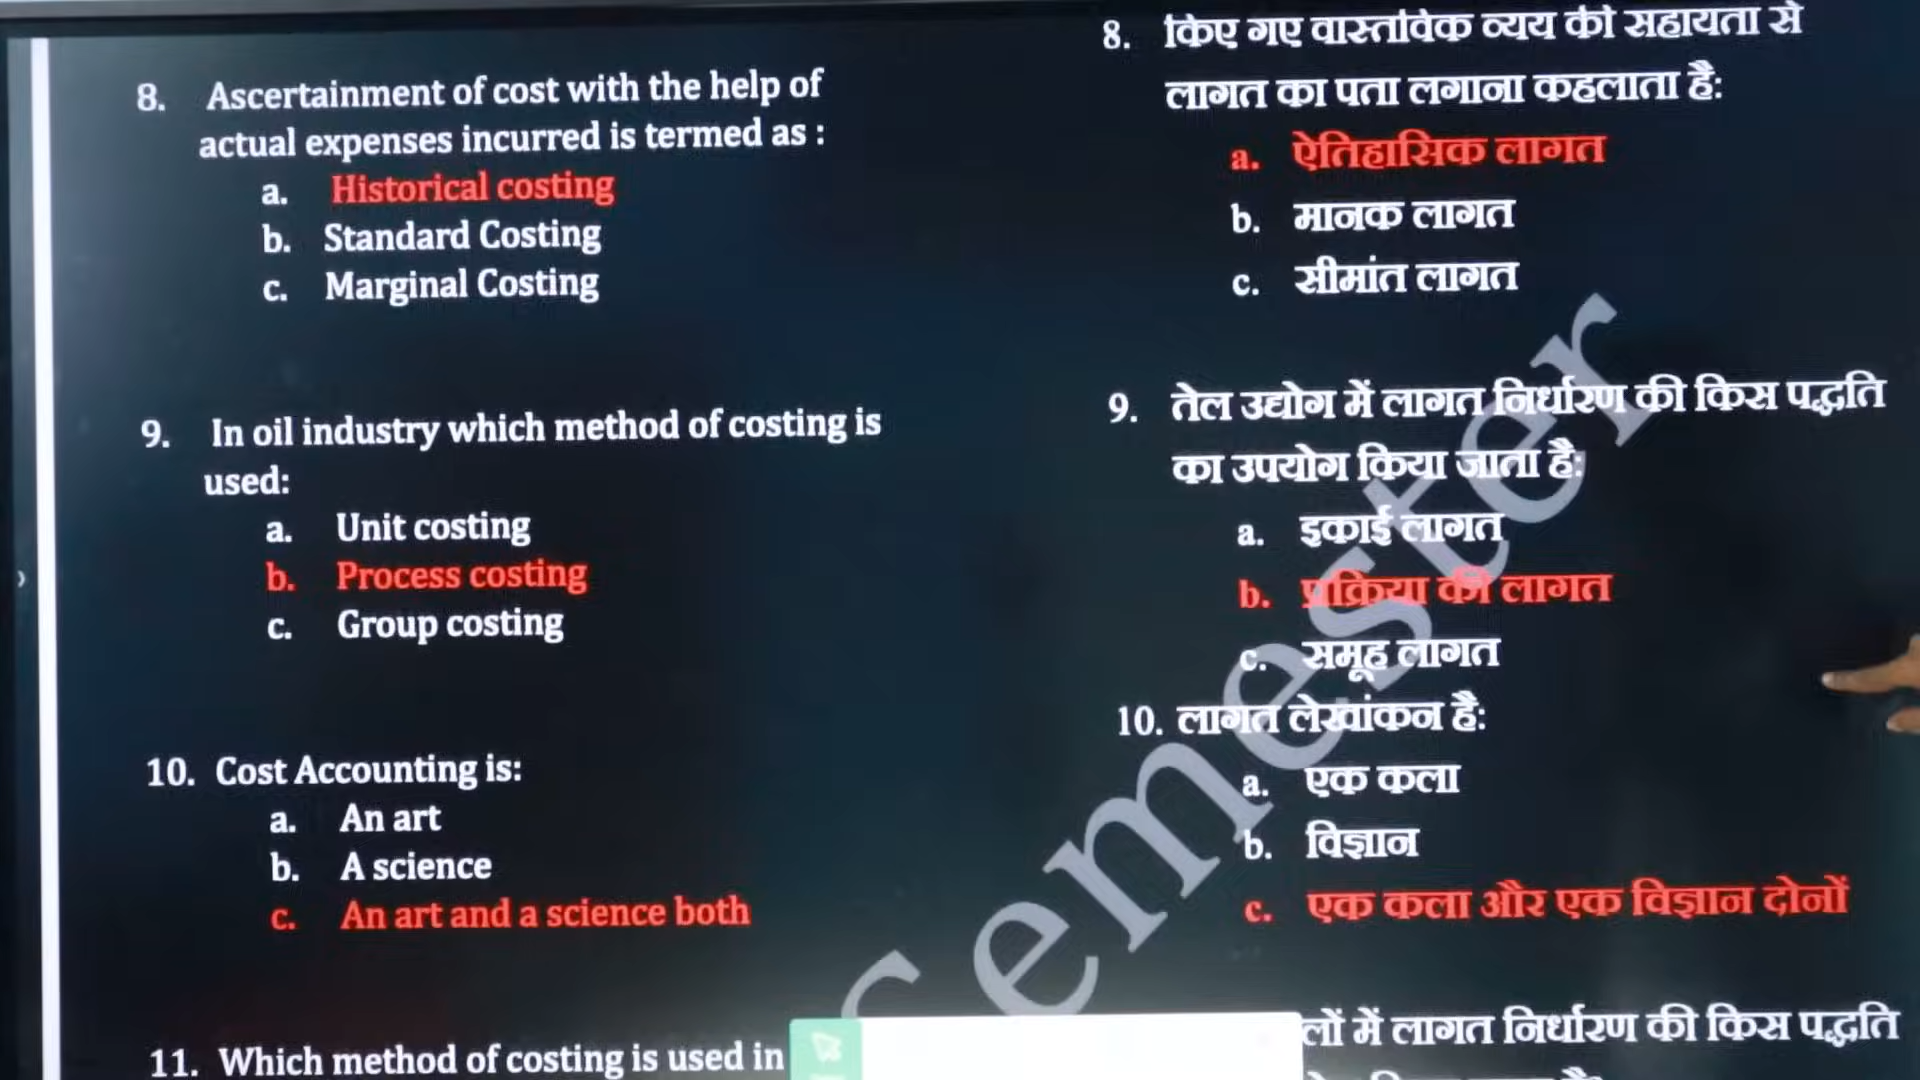 8. Ascertainment of cost with the help of
actual expenses incurred is termed as :
a. Historical costing
b. Standard Costing
c. Marginal Costing
9. In oil industry which method of costing is
used:
a. Unit costing
b. Process costing
c. Group costing
10. Cost Accounting is:
a. An art
b. A science
c. An art and a science both
11. Which method of costing is used in
8. किए गए वास्तविक व्यय की सहायता से
लागत का पता लगाना कहलाता है:
a. ऐतिहासिक लागत
b. मानक लागत
c. सीमांत लागत
9. तेल उद्योग में लागत निर्धारण की किस पद्धति
का उपयोग किया जाता है:
a. इकाई लागत
b. प्रक्रिया की लागत
c. समूह लागत
10. लागत लेखांकन है:
a. एक कला
b. विज्ञान
c. एक कला और एक विज्ञान दोनों
में लागत निर्धारण की किस पद्धति
Semester